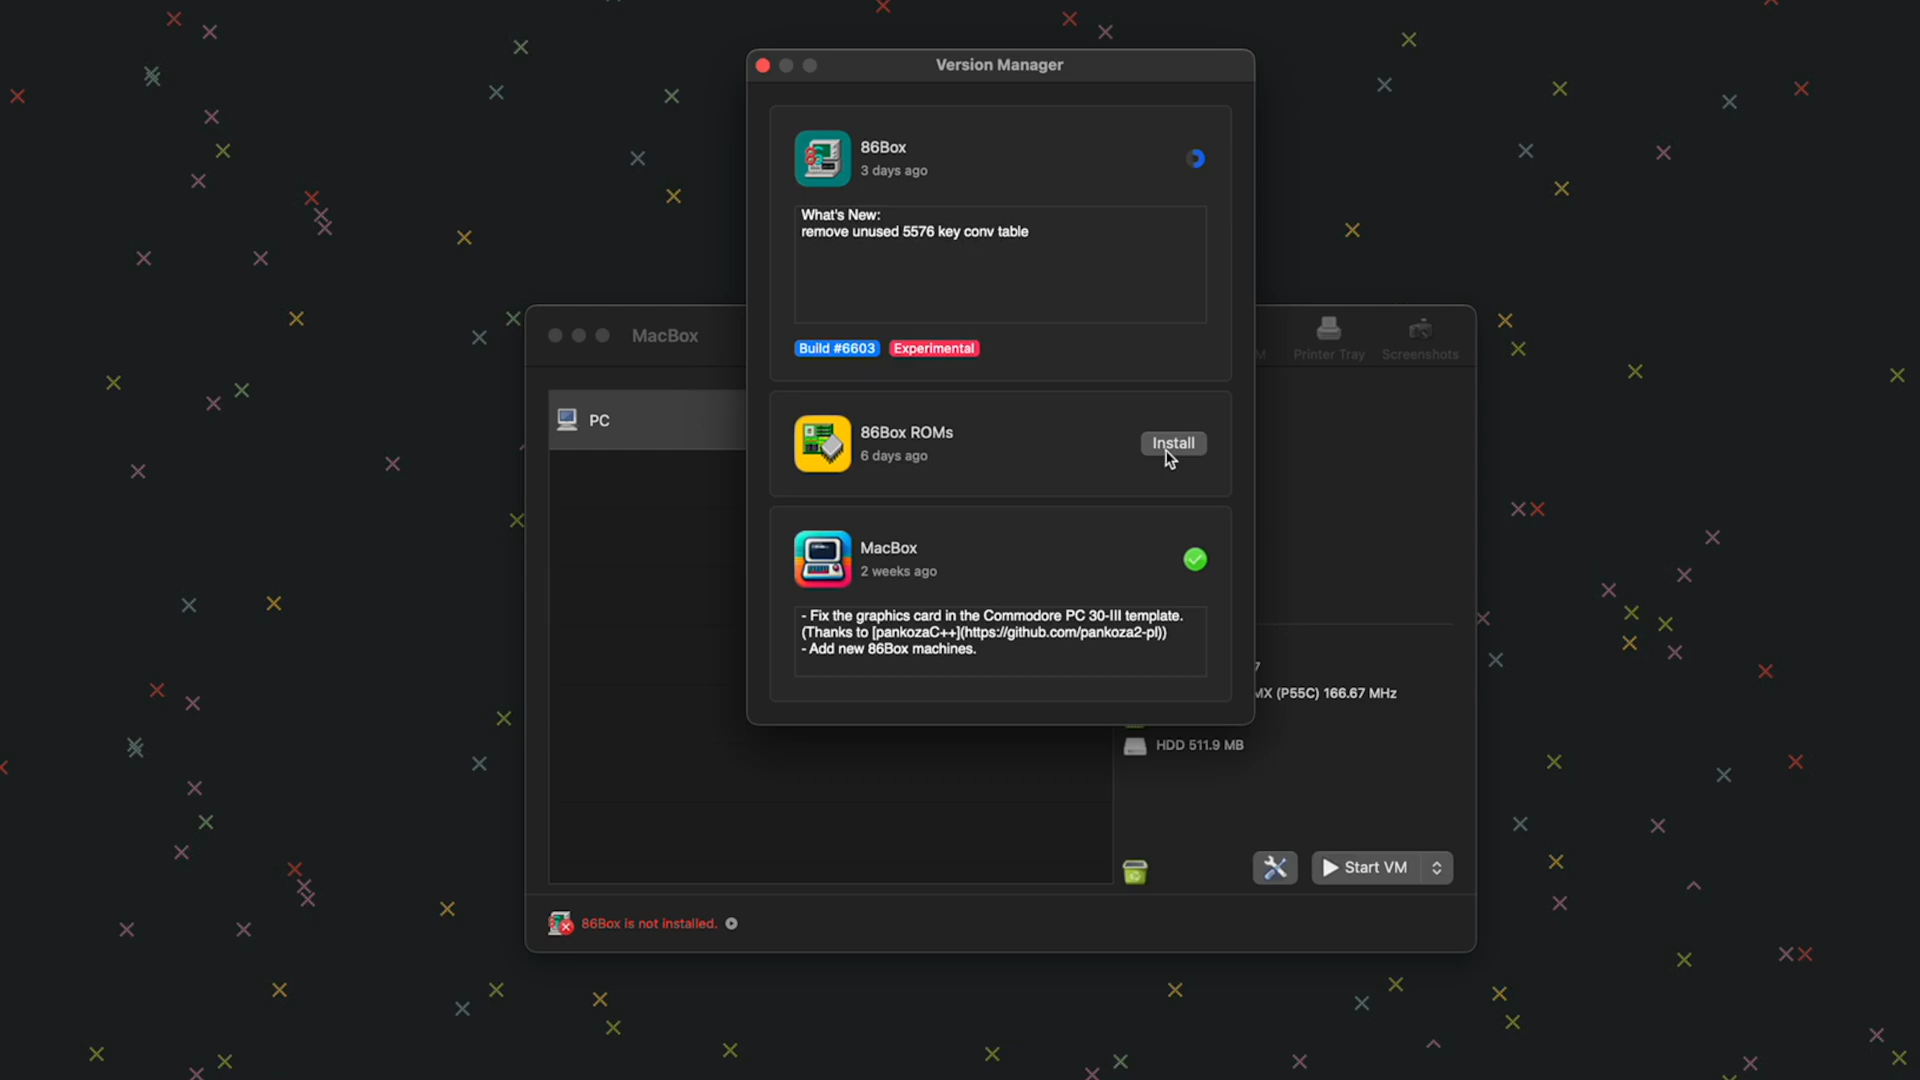 Version Manager
86Box
3 days ago
What's New:
remove unused 5576 key conv table
Build #6603
Experimental
86Box ROMs
6 days ago
Install
MacBox
2 weeks ago
- Fix the graphics card in the Commodore PC 30-III template.
(Thanks to [pankozaC++](https://github.com/pankoza2-pl))
- Add new 86Box machines.
MacBox
M
Printer Tray
Screenshots
PC
7
MX (P55C) 166.67 MHz
HDD 511.9 MB
Start VM
86Box is not installed.